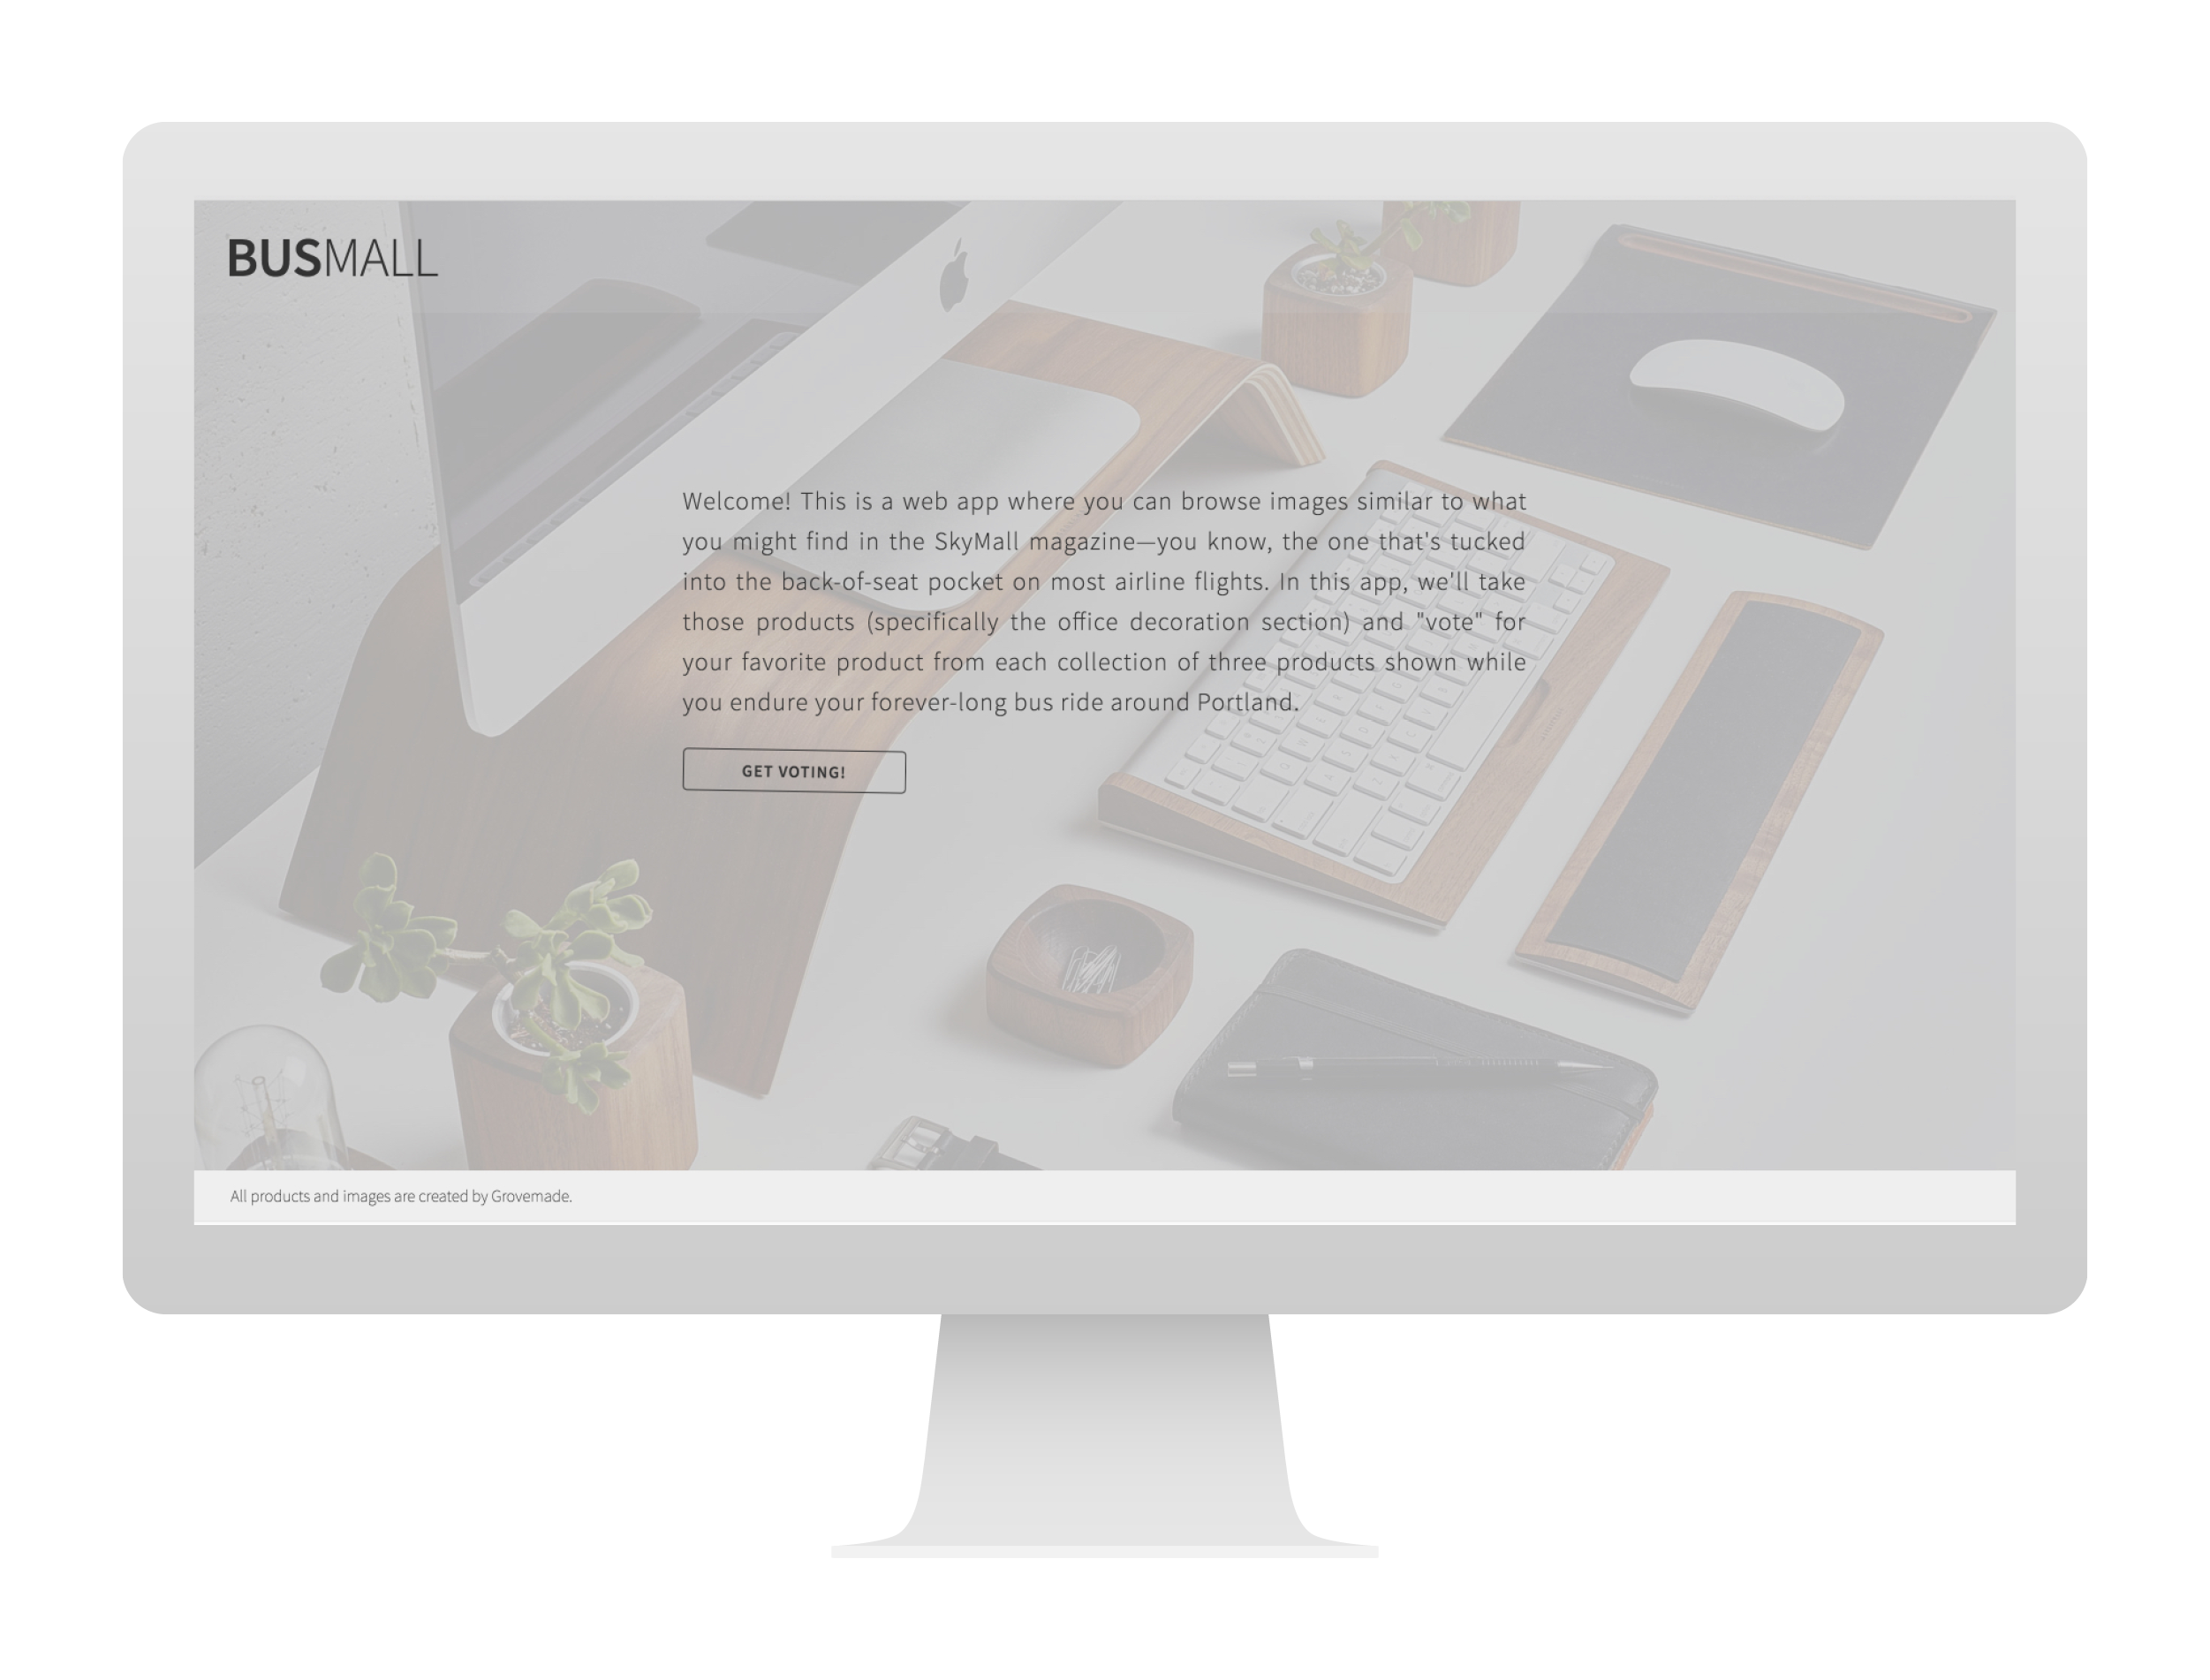 BUSMALL
Welcome! This is a web app where you can browse images similar to what
you might find in the SkyMall magazine—you know, the one that's tucked
into the back-of-seat pocket on most airline flights. In this app, we'll take
those products (specifically the office decoration section) and "vote" for
your favorite product from each collection of three products shown while
you endure your forever-long bus ride around Portland.
GET VOTING!
All products and images are created by Grovemade.